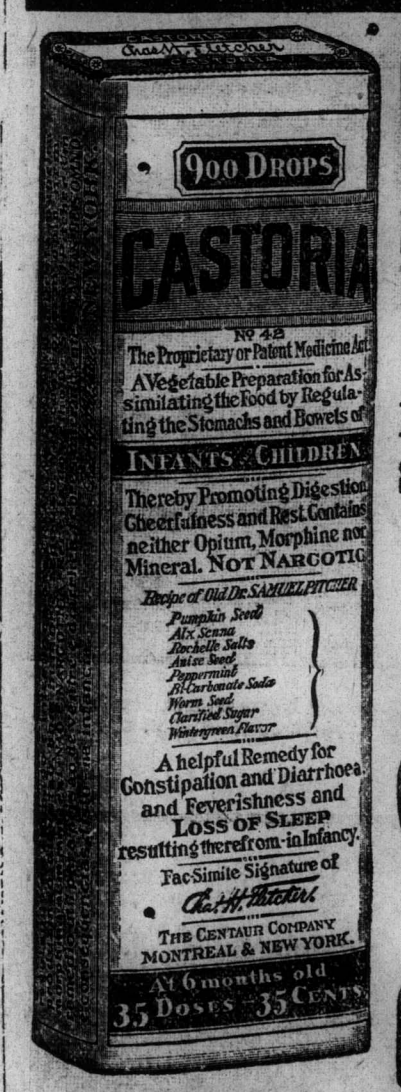 CASTORIA
Chas. H. Fletcher
900 DROPS
CASTORIA
No 42
The Proprietary or Patent Medicine Act
A Vegetable Preparation for As-
similating the Food by Regula-
ting the Stomachs and Bowels of
INFANTS CHILDREN
Thereby Promoting Digestion
Cheerfulness and Rest. Contains
neither Opium, Morphine nor
Mineral. NOT NARCOTIC
Recipe of Old Dr. SAMUEL PITCHER
Pumpkin Seed
Alx Senna
Rochelle Salts
Anise Seed
Peppermint
Bi-Carbonate Soda
Worm Seed
Clarified Sugar
Wintergreen Flavor
A helpful Remedy for
Constipation and Diarrhoea.
and Feverishness and
LOSS OF SLEEP
resulting therefrom-in Infancy.
Fac-Simile Signature of
Chas. H. Fletcher.
THE CENTAUR COMPANY
MONTREAL & NEW YORK.
At 6 months old
35 DOSES - 35 CENTS
NEW YORK.